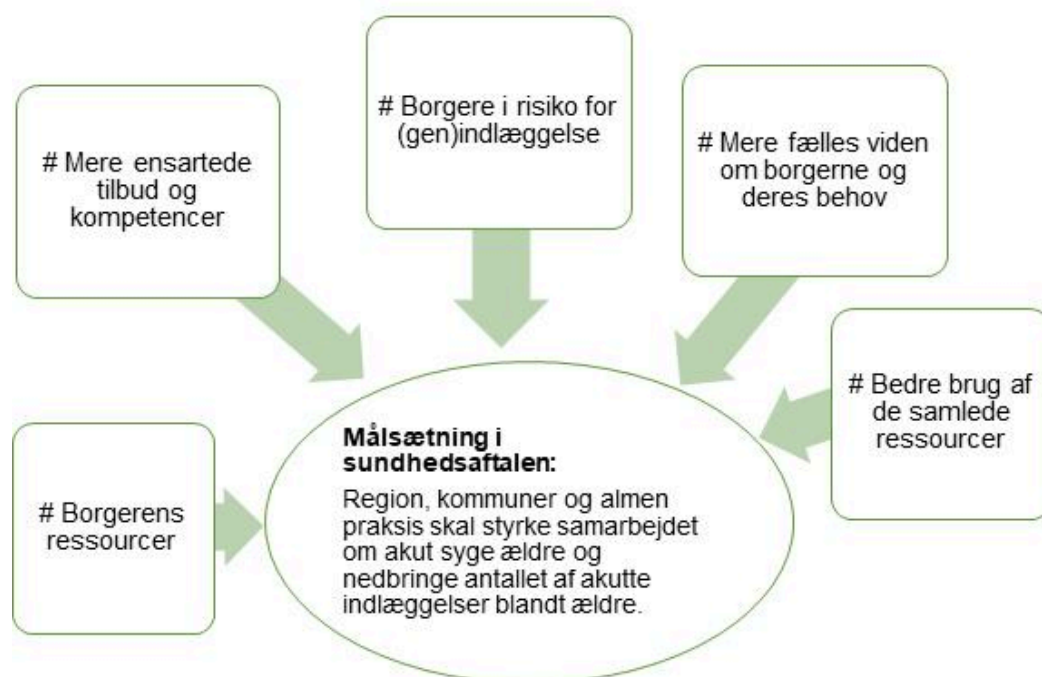 # Mere ensartede
tilbud og
kompetencer
# Borgere i risiko for
(gen)indlæggelse
# Mere fælles viden
om borgerne og
deres behov
# Borgerens
ressourcer
# Bedre brug af
de samlede
ressourcer
Målsætning i
sundhedsaftalen:
Region, kommuner og almen
praksis skal styrke samarbejdet
om akut syge ældre og
nedbringe antallet af akutte
indlæggelser blandt ældre.